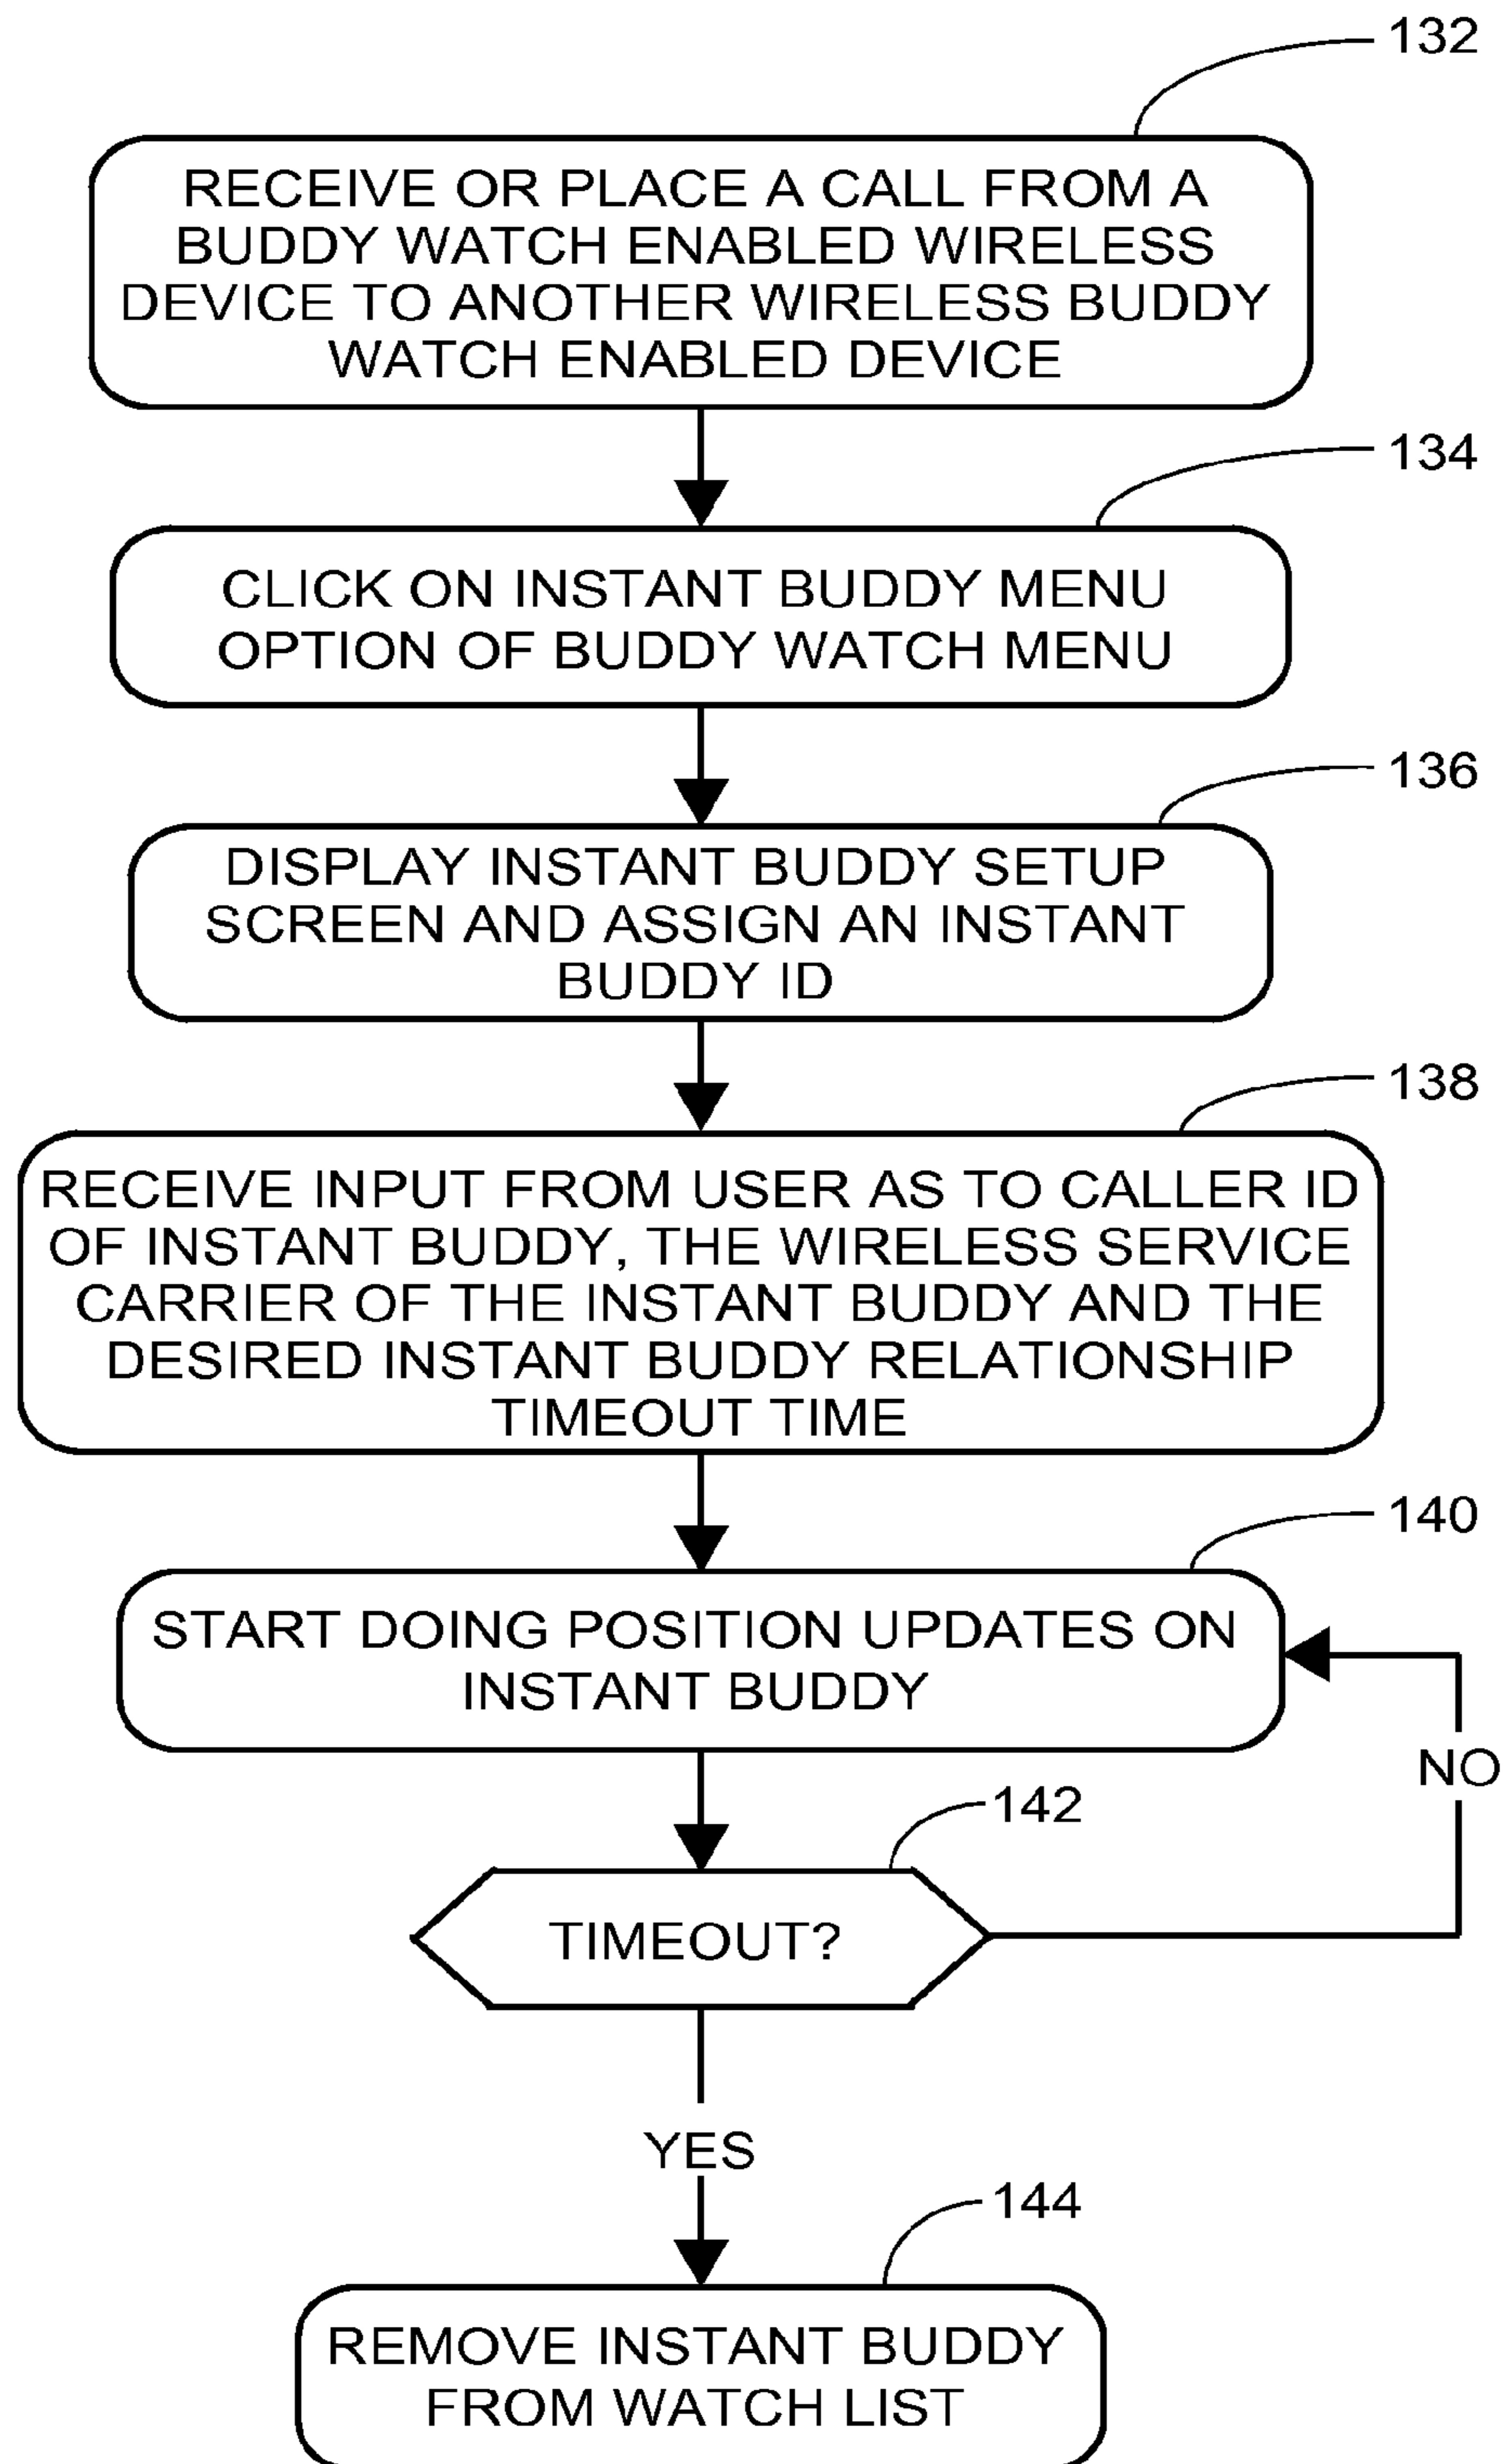 132
RECEIVE OR PLACE A CALL FROM A
BUDDY WATCH ENABLED WIRELESS
DEVICE TO ANOTHER WIRELESS BUDDY
WATCH ENABLED DEVICE
134
CLICK ON INSTANT BUDDY MENU
OPTION OF BUDDY WATCH MENU
136
DISPLAY INSTANT BUDDY SETUP
SCREEN AND ASSIGN AN INSTANT
BUDDY ID
138
RECEIVE INPUT FROM USER AS TO CALLER ID
OF INSTANT BUDDY, THE WIRELESS SERVICE
CARRIER OF THE INSTANT BUDDY AND THE
DESIRED INSTANT BUDDY RELATIONSHIP
TIMEOUT TIME
140
START DOING POSITION UPDATES ON
INSTANT BUDDY
NO
142
TIMEOUT?
YES
144
REMOVE INSTANT BUDDY
FROM WATCH LIST